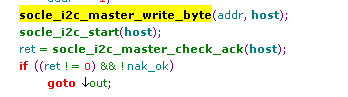 socle_i2c_master_write_byte(addr, host);
socle_i2c_start(host);
ret = socle_i2c_master_check_ack(host);
if ((ret != 0) && !nak_ok)
goto ↓out;